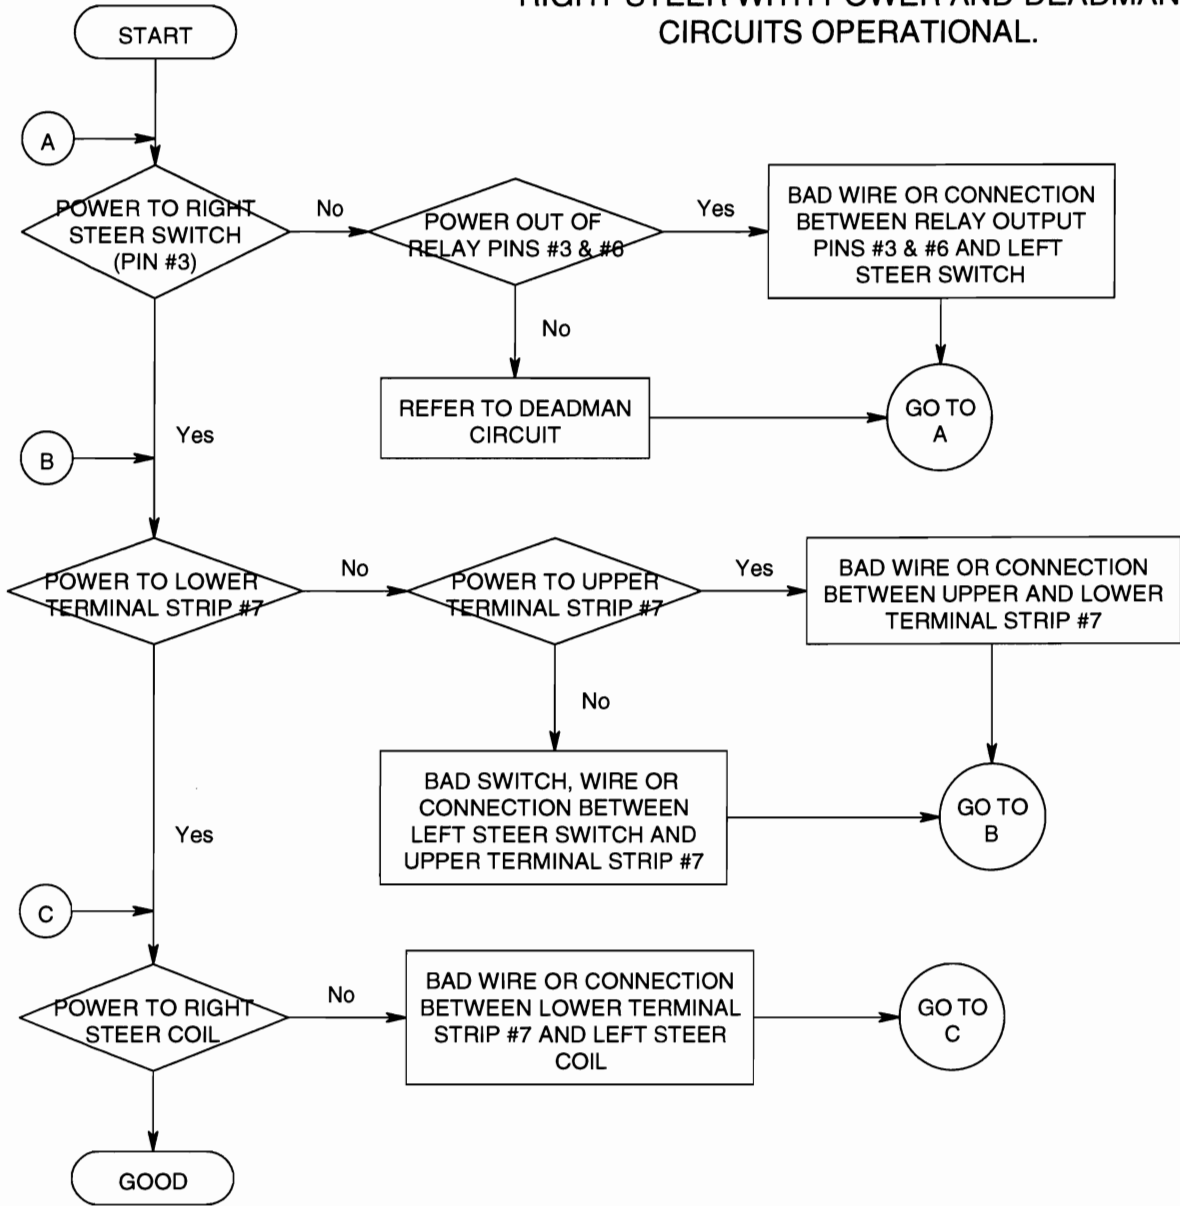 RIGHT STEER WITH POWER AND DEADMAN
CIRCUITS OPERATIONAL.
START
A
POWER TO RIGHT
STEER SWITCH
(PIN #3)
No
POWER OUT OF
RELAY PINS #3 & #6
Yes
BAD WIRE OR CONNECTION
BETWEEN RELAY OUTPUT
PINS #3 & #6 AND LEFT
STEER SWITCH
No
REFER TO DEADMAN
CIRCUIT
GO TO
A
Yes
B
POWER TO LOWER
TERMINAL STRIP #7
No
POWER TO UPPER
TERMINAL STRIP #7
Yes
BAD WIRE OR CONNECTION
BETWEEN UPPER AND LOWER
TERMINAL STRIP #7
No
BAD SWITCH, WIRE OR
CONNECTION BETWEEN
LEFT STEER SWITCH AND
UPPER TERMINAL STRIP #7
GO TO
B
Yes
C
POWER TO RIGHT
STEER COIL
No
BAD WIRE OR CONNECTION
BETWEEN LOWER TERMINAL
STRIP #7 AND LEFT STEER
COIL
GO TO
C
GOOD